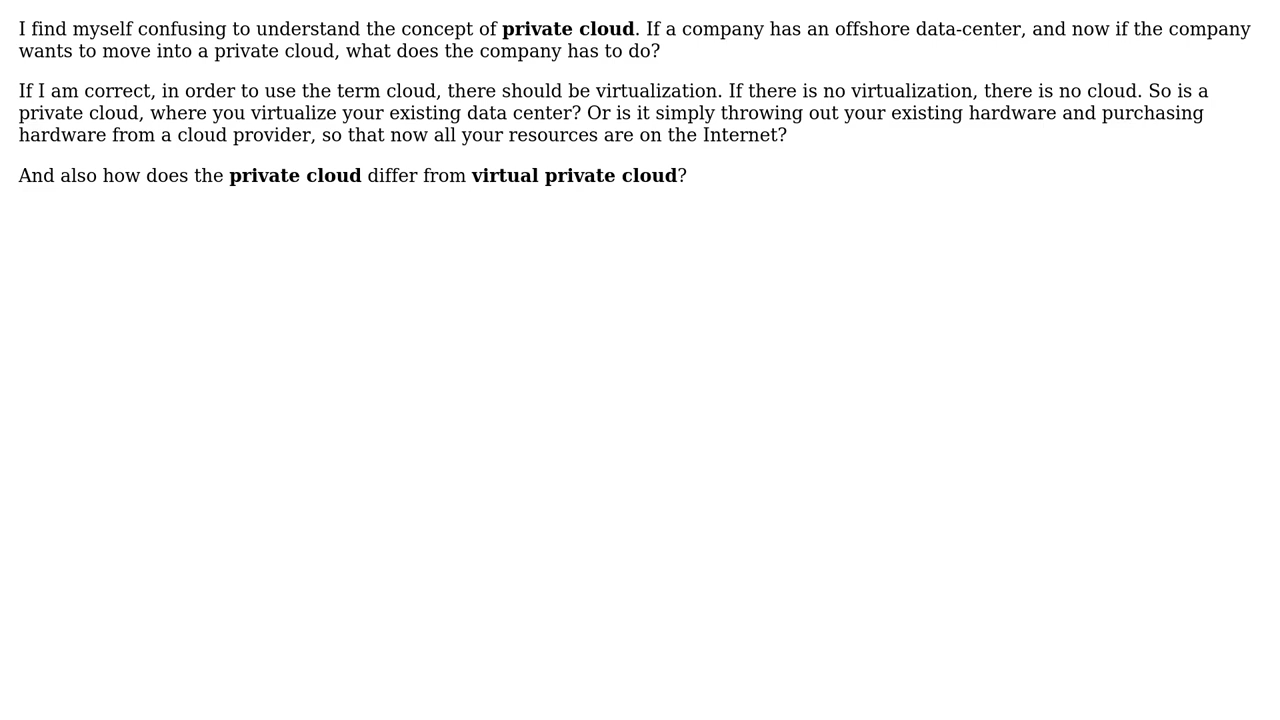 I find myself confusing to understand the concept of private cloud. If a company has an offshore data-center, and now if the company
wants to move into a private cloud, what does the company has to do?
If I am correct, in order to use the term cloud, there should be virtualization. If there is no virtualization, there is no cloud. So is a
private cloud, where you virtualize your existing data center? Or is it simply throwing out your existing hardware and purchasing
hardware from a cloud provider, so that now all your resources are on the Internet?
And also how does the private cloud differ from virtual private cloud?